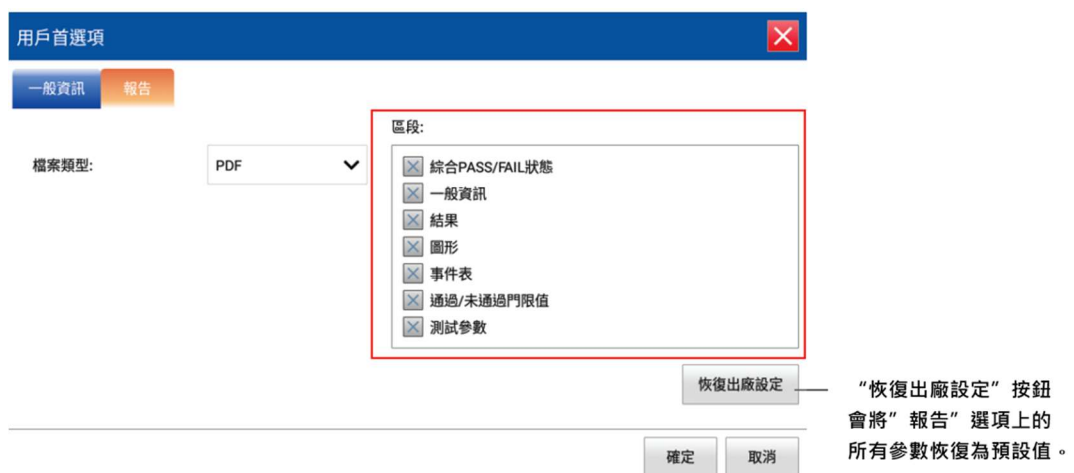 用戶首選項
一般資訊 報告
區段:
檔案類型: PDF
綜合PASS/FAIL狀態
一般資訊
結果
圖形
事件表
通過/未通過門限值
測試參數
恢復出廠設定
“恢復出廠設定”按鈕
會將”報告”選項上的
所有參數恢復為預設值。
確定 取消